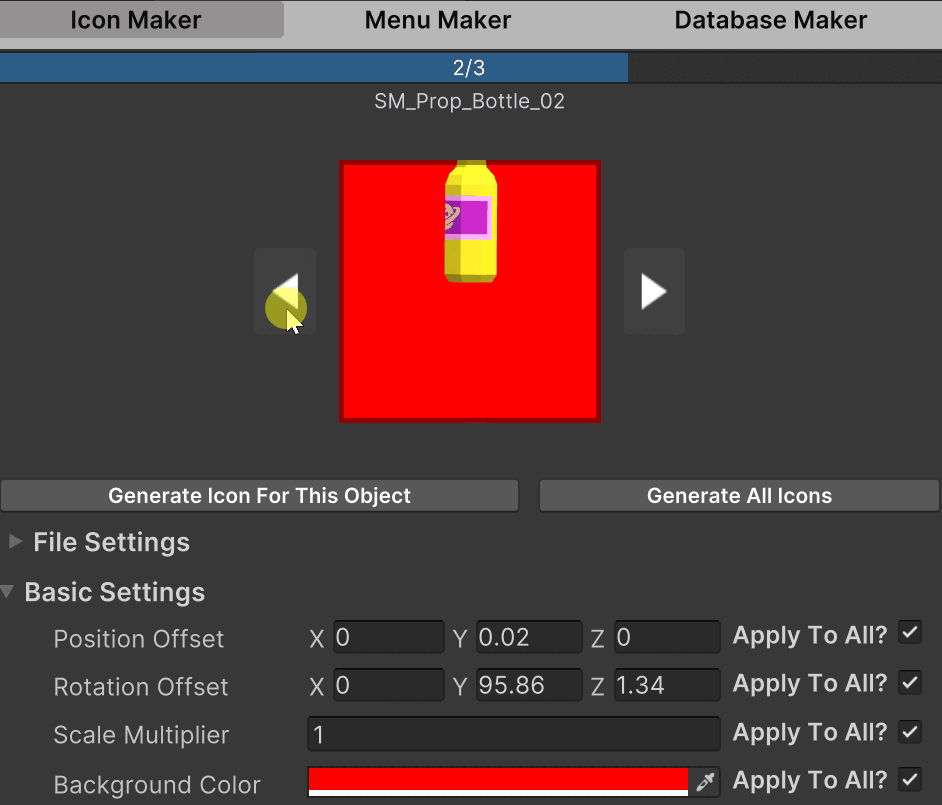 Icon Maker Menu Maker Database Maker
2/3
SM_Prop_Bottle_02
Generate Icon For This Object Generate All Icons
File Settings
Basic Settings
Position Offset X 0 Y 0.02 Z 0 Apply To All?
Rotation Offset X 0 Y 95.86 Z 1.34 Apply To All?
Scale Multiplier 1 Apply To All?
Background Color Apply To All?